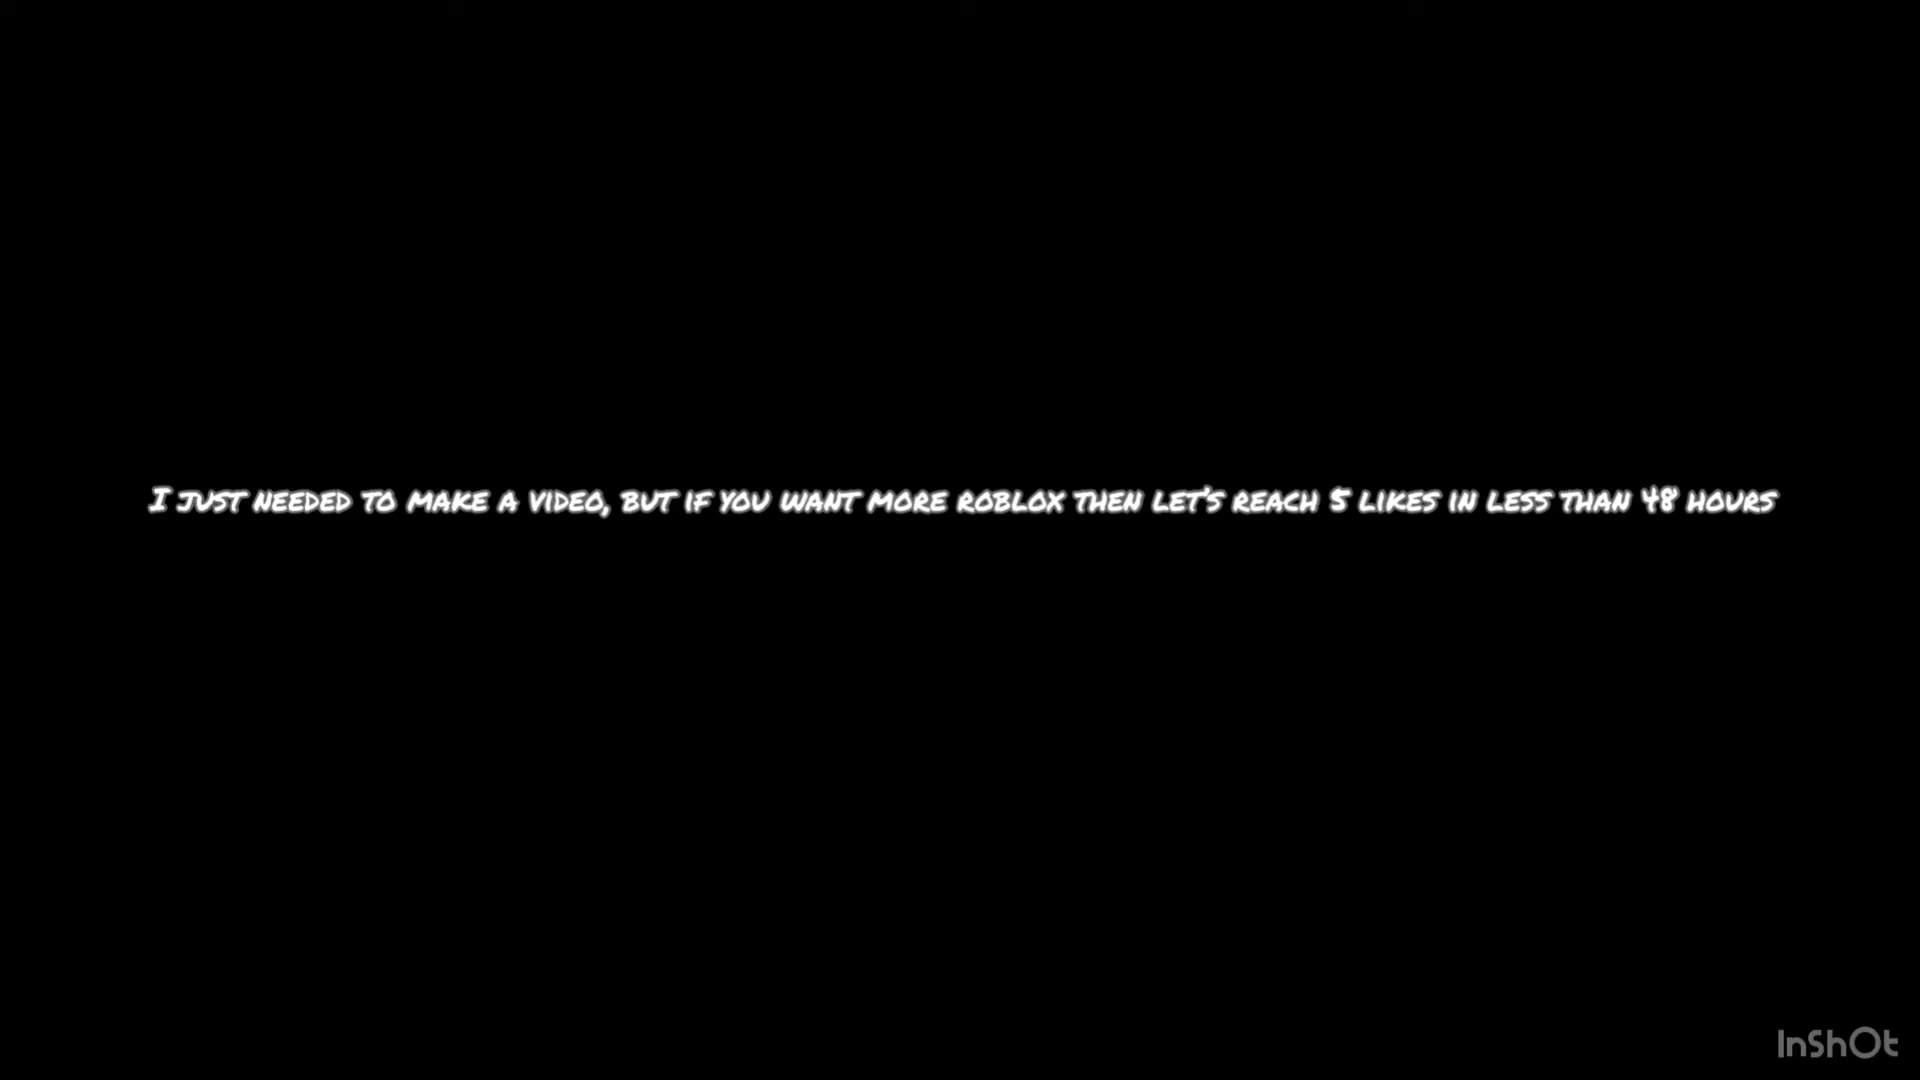 I just needed to make a video, but if you want more roblox then let's reach 5 likes in less than 48 hours
InShOt